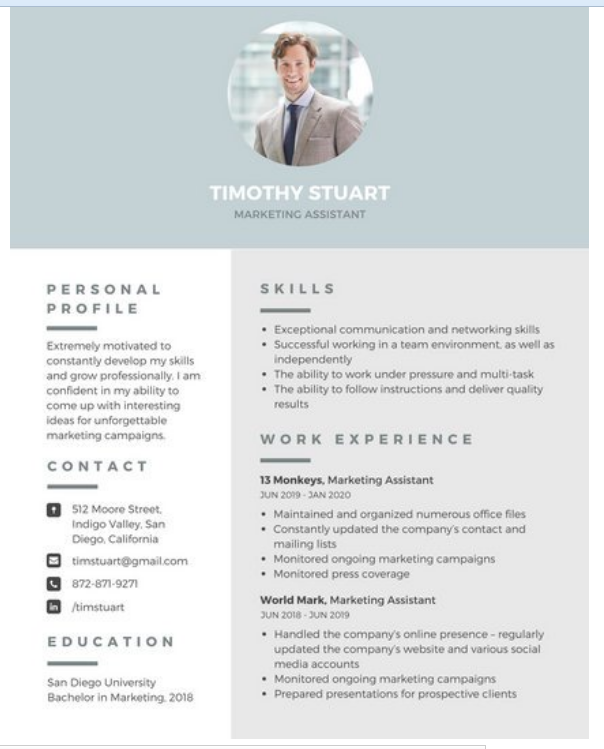 TIMOTHY STUART
MARKETING ASSISTANT
PERSONAL
PROFILE
Extremely motivated to
constantly develop my skills
and grow professionally. I am
confident in my ability to
come up with interesting
ideas for unforgettable
marketing campaigns.
CONTACT
512 Moore Street,
Indigo Valley, San
Diego, California
timstuart@gmail.com
872-871-9271
in /timstuart
EDUCATION
San Diego University
Bachelor in Marketing, 2018
SKILLS
• Exceptional communication and networking skills
• Successful working in a team environment, as well as
independently
• The ability to work under pressure and multi-task
• The ability to follow instructions and deliver quality
results
WORK EXPERIENCE
13 Monkeys, Marketing Assistant
JUN 2019 - JAN 2020
• Maintained and organized numerous office files
• Constantly updated the company's contact and
mailing lists
• Monitored ongoing marketing campaigns
• Monitored press coverage
World Mark, Marketing Assistant
JUN 2018 - JUN 2019
• Handled the company's online presence – regularly
updated the company's website and various social
media accounts
• Monitored ongoing marketing campaigns
• Prepared presentations for prospective clients